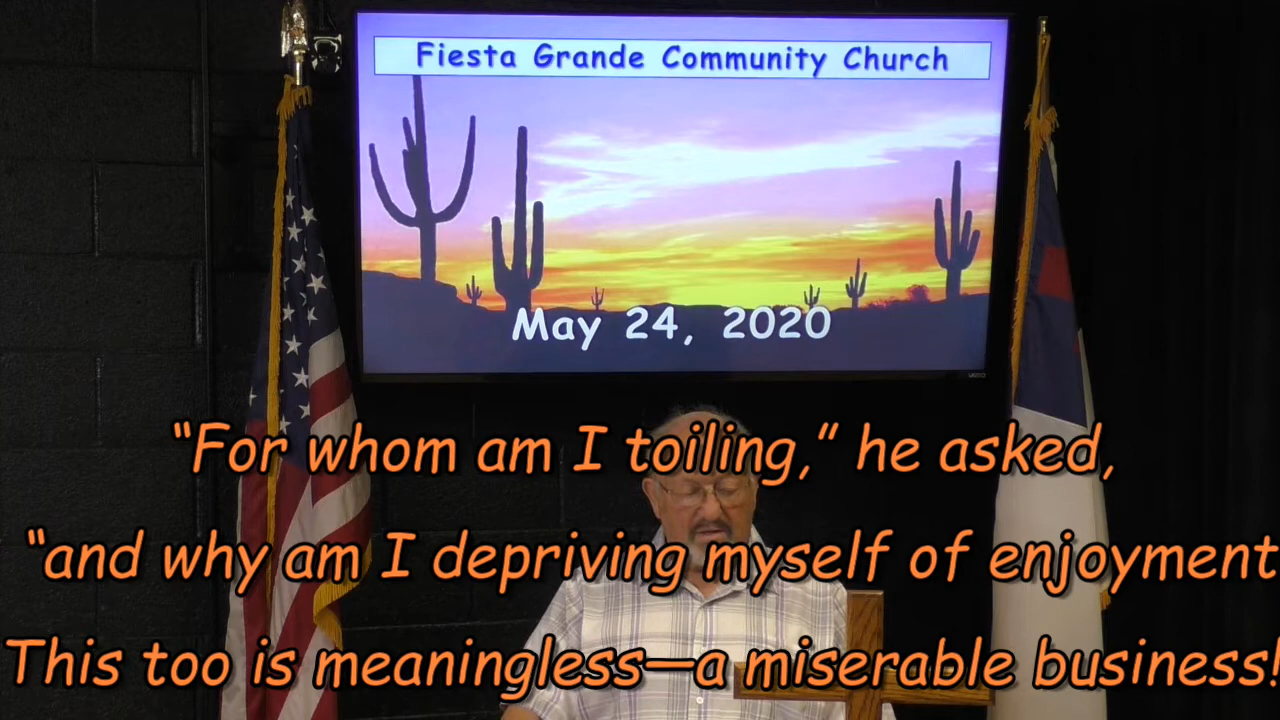 Fiesta Grande Community Church
May 24, 2020
VIZIO
“For whom am I toiling,” he asked,
“and why am I depriving myself of enjoyment
This too is meaningless—a miserable business!